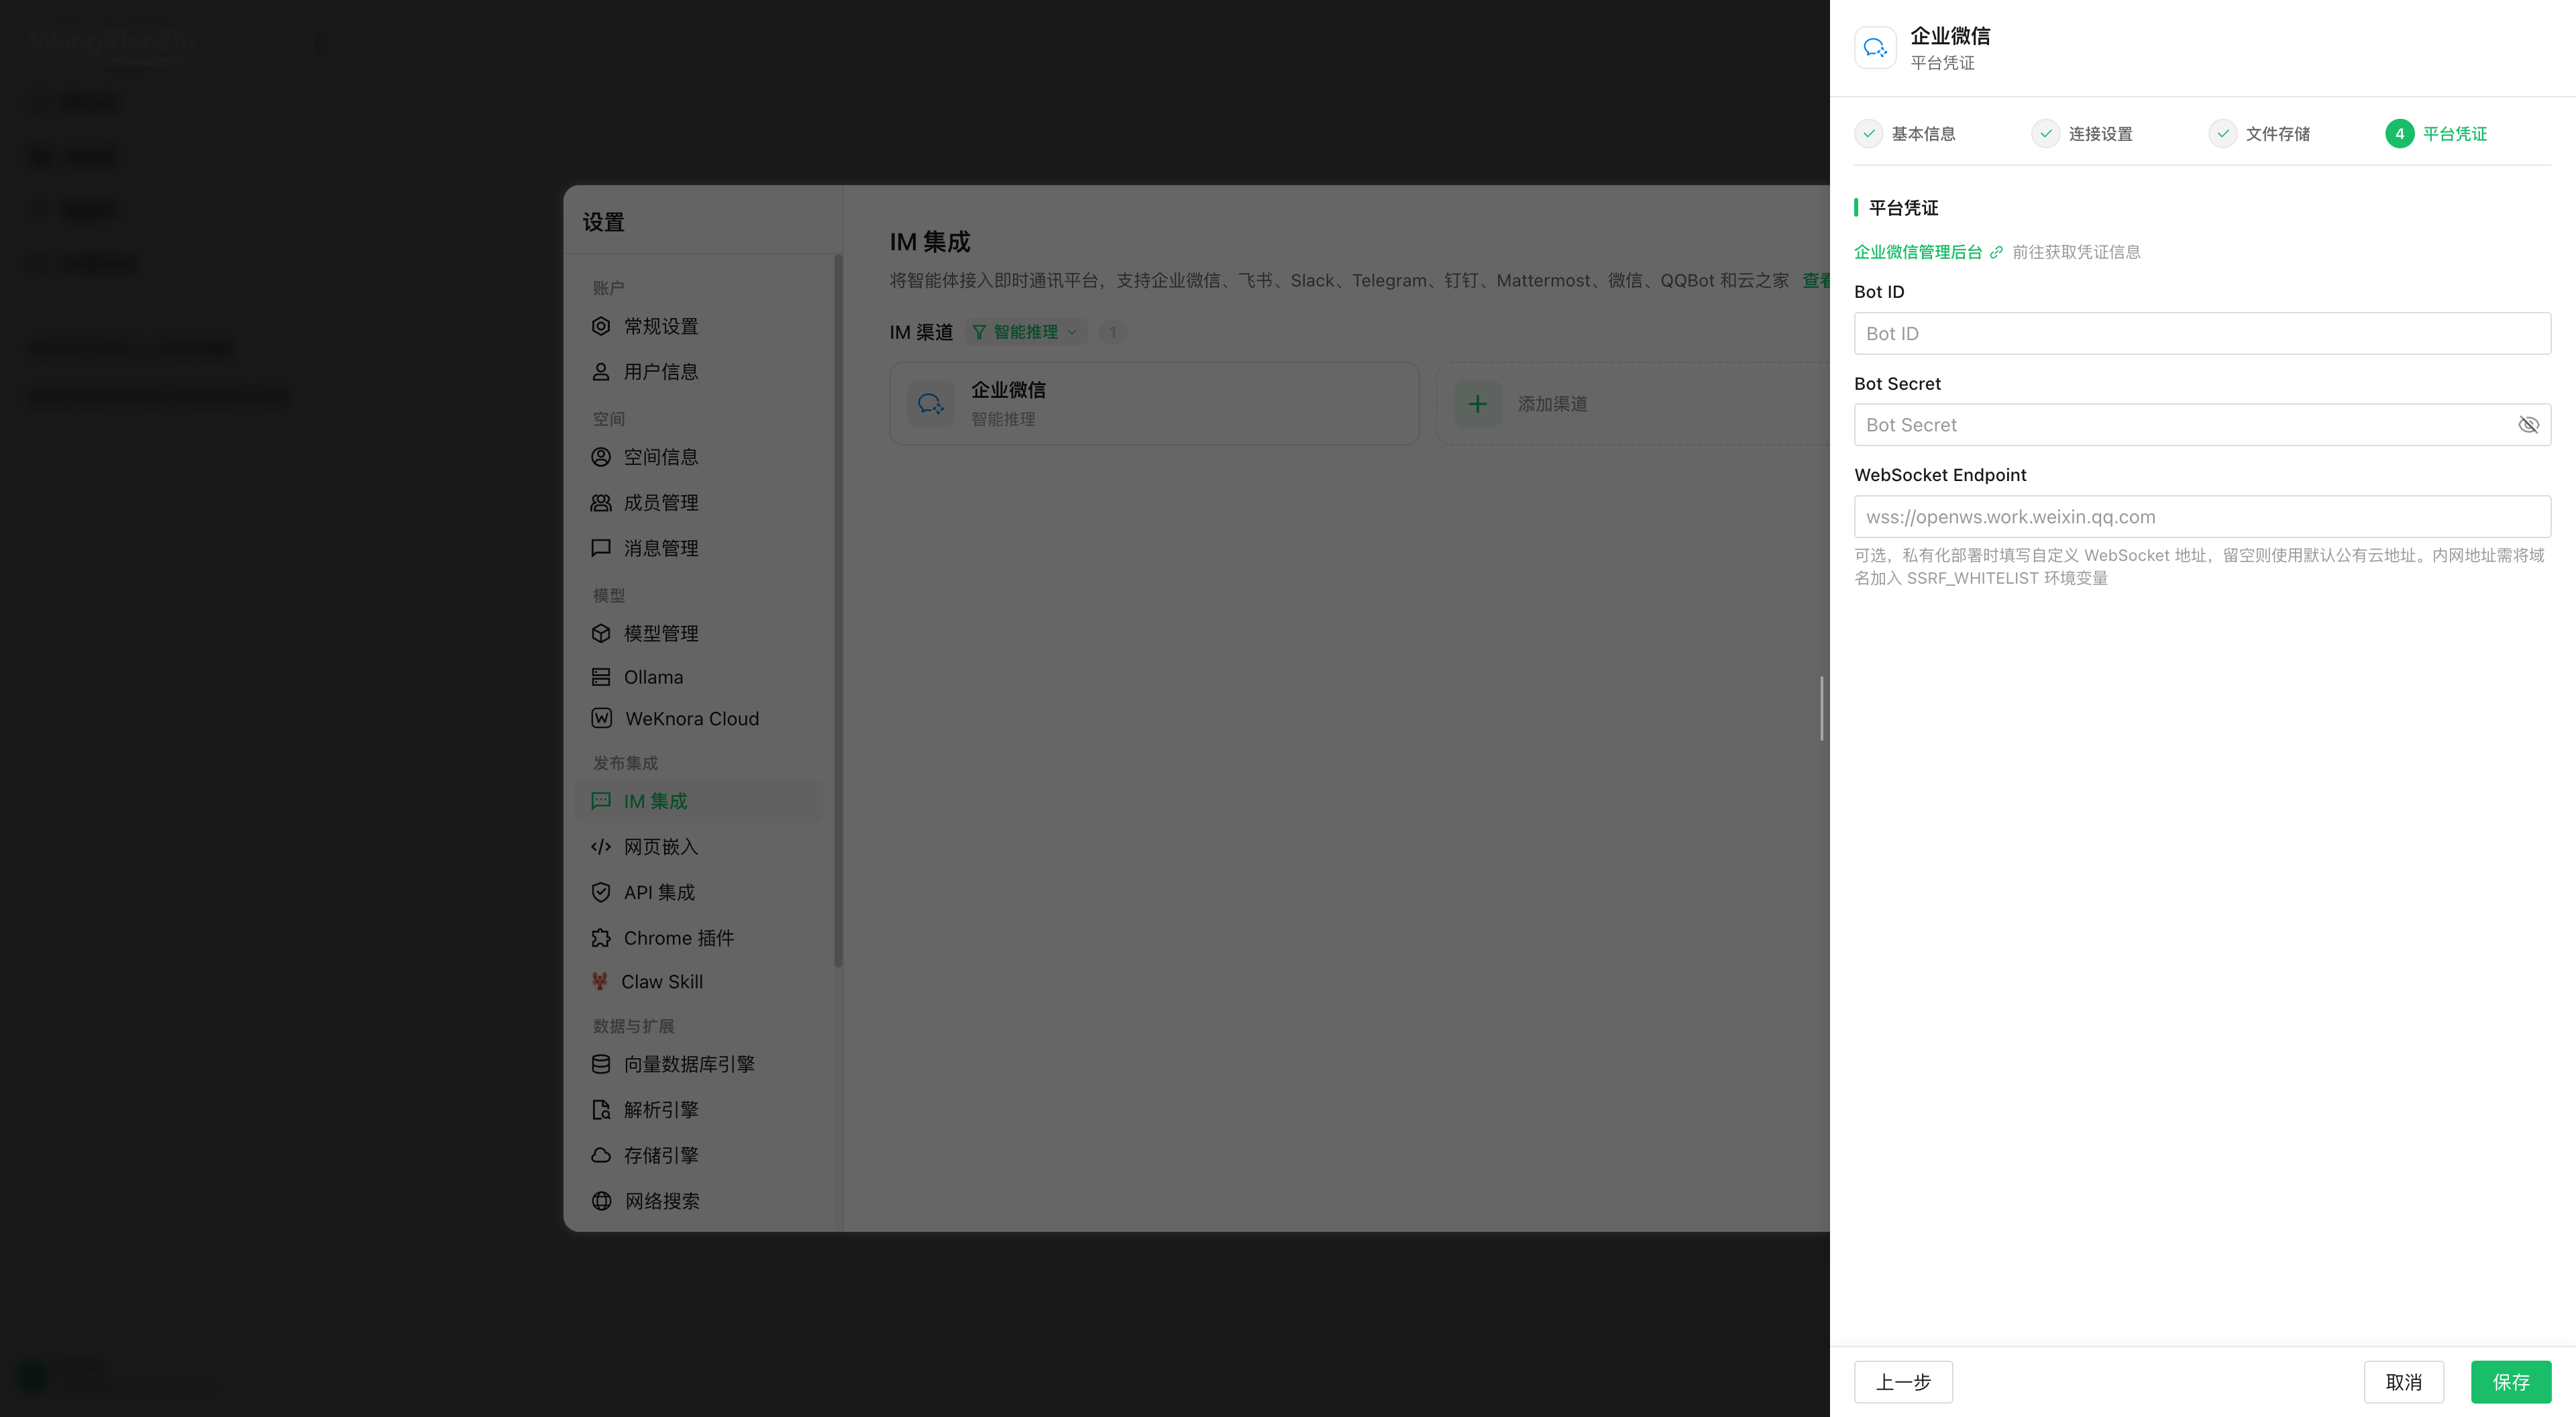 设置
账户
常规设置
用户信息
空间
空间信息
成员管理
消息管理
模型
模型管理
Ollama
WeKnora Cloud
发布集成
IM 集成
网页嵌入
API 集成
Chrome 插件
Claw Skill
数据与扩展
向量数据库引擎
解析引擎
存储引擎
网络搜索
IM 集成
将智能体接入即时通讯平台，支持企业微信、飞书、Slack、Telegram、钉钉、Mattermost、微信、QQBot 和云之家 查看
IM 渠道 智能推理 1
企业微信
智能推理
添加渠道
企业微信
平台凭证
基本信息 连接设置 文件存储 4 平台凭证
平台凭证
企业微信管理后台 前往获取凭证信息
Bot ID
Bot ID
Bot Secret
Bot Secret
WebSocket Endpoint
wss://openws.work.weixin.qq.com
可选，私有化部署时填写自定义 WebSocket 地址，留空则使用默认公有云地址。内网地址需将域
名加入 SSRF_WHITELIST 环境变量
上一步 取消 保存